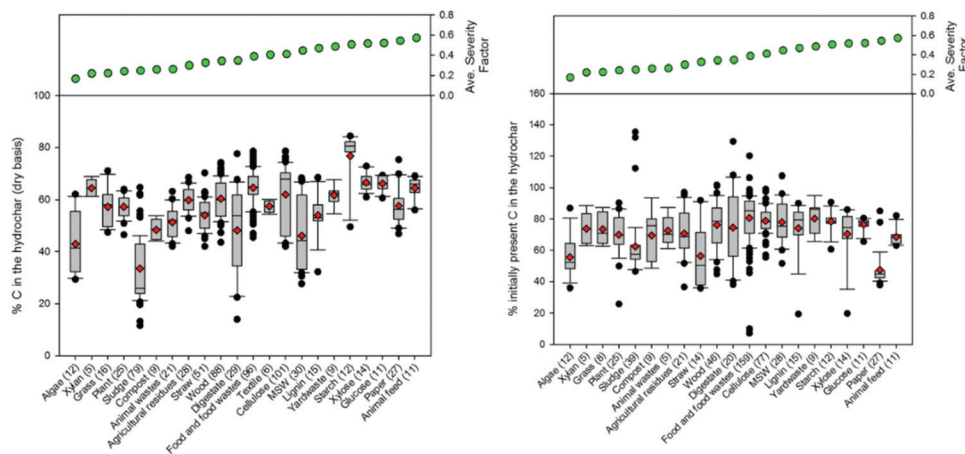 0.8
0.6
0.4
0.2
0.0
Ave. Severity
Factor
100
80
60
40
20
0
% C in the hydrochar (dry basis)
Algae (12)
Xylan (5)
Grass (16)
Plant (25)
Sludge (79)
Compost (9)
Animal wastes (21)
Agricultural residues (28)
Straw (51)
Wood (88)
Digestate (29)
Food and food wastes (96)
Textile (6)
Cellulose (101)
MSW (30)
Lignin (15)
Yardwaste (9)
Starch (12)
Xylose (14)
Glucose (11)
Paper (27)
Animal feed (11)
0.8
0.6
0.4
0.2
0.0
Ave. Severity
Factor
160
140
120
100
80
60
40
20
0
% initially present C in the hydrochar
Algae (12)
Xylan (5)
Grass (8)
Plant (25)
Sludge (39)
Compost (9)
Animal wastes (5)
Agricultural residues (21)
Straw (14)
Wood (46)
Digestate (20)
Food and food wastes (159)
Cellulose (77)
MSW (28)
Lignin (15)
Yardwaste (9)
Starch (12)
Xylose (14)
Glucose (11)
Paper (27)
Animal feed (11)